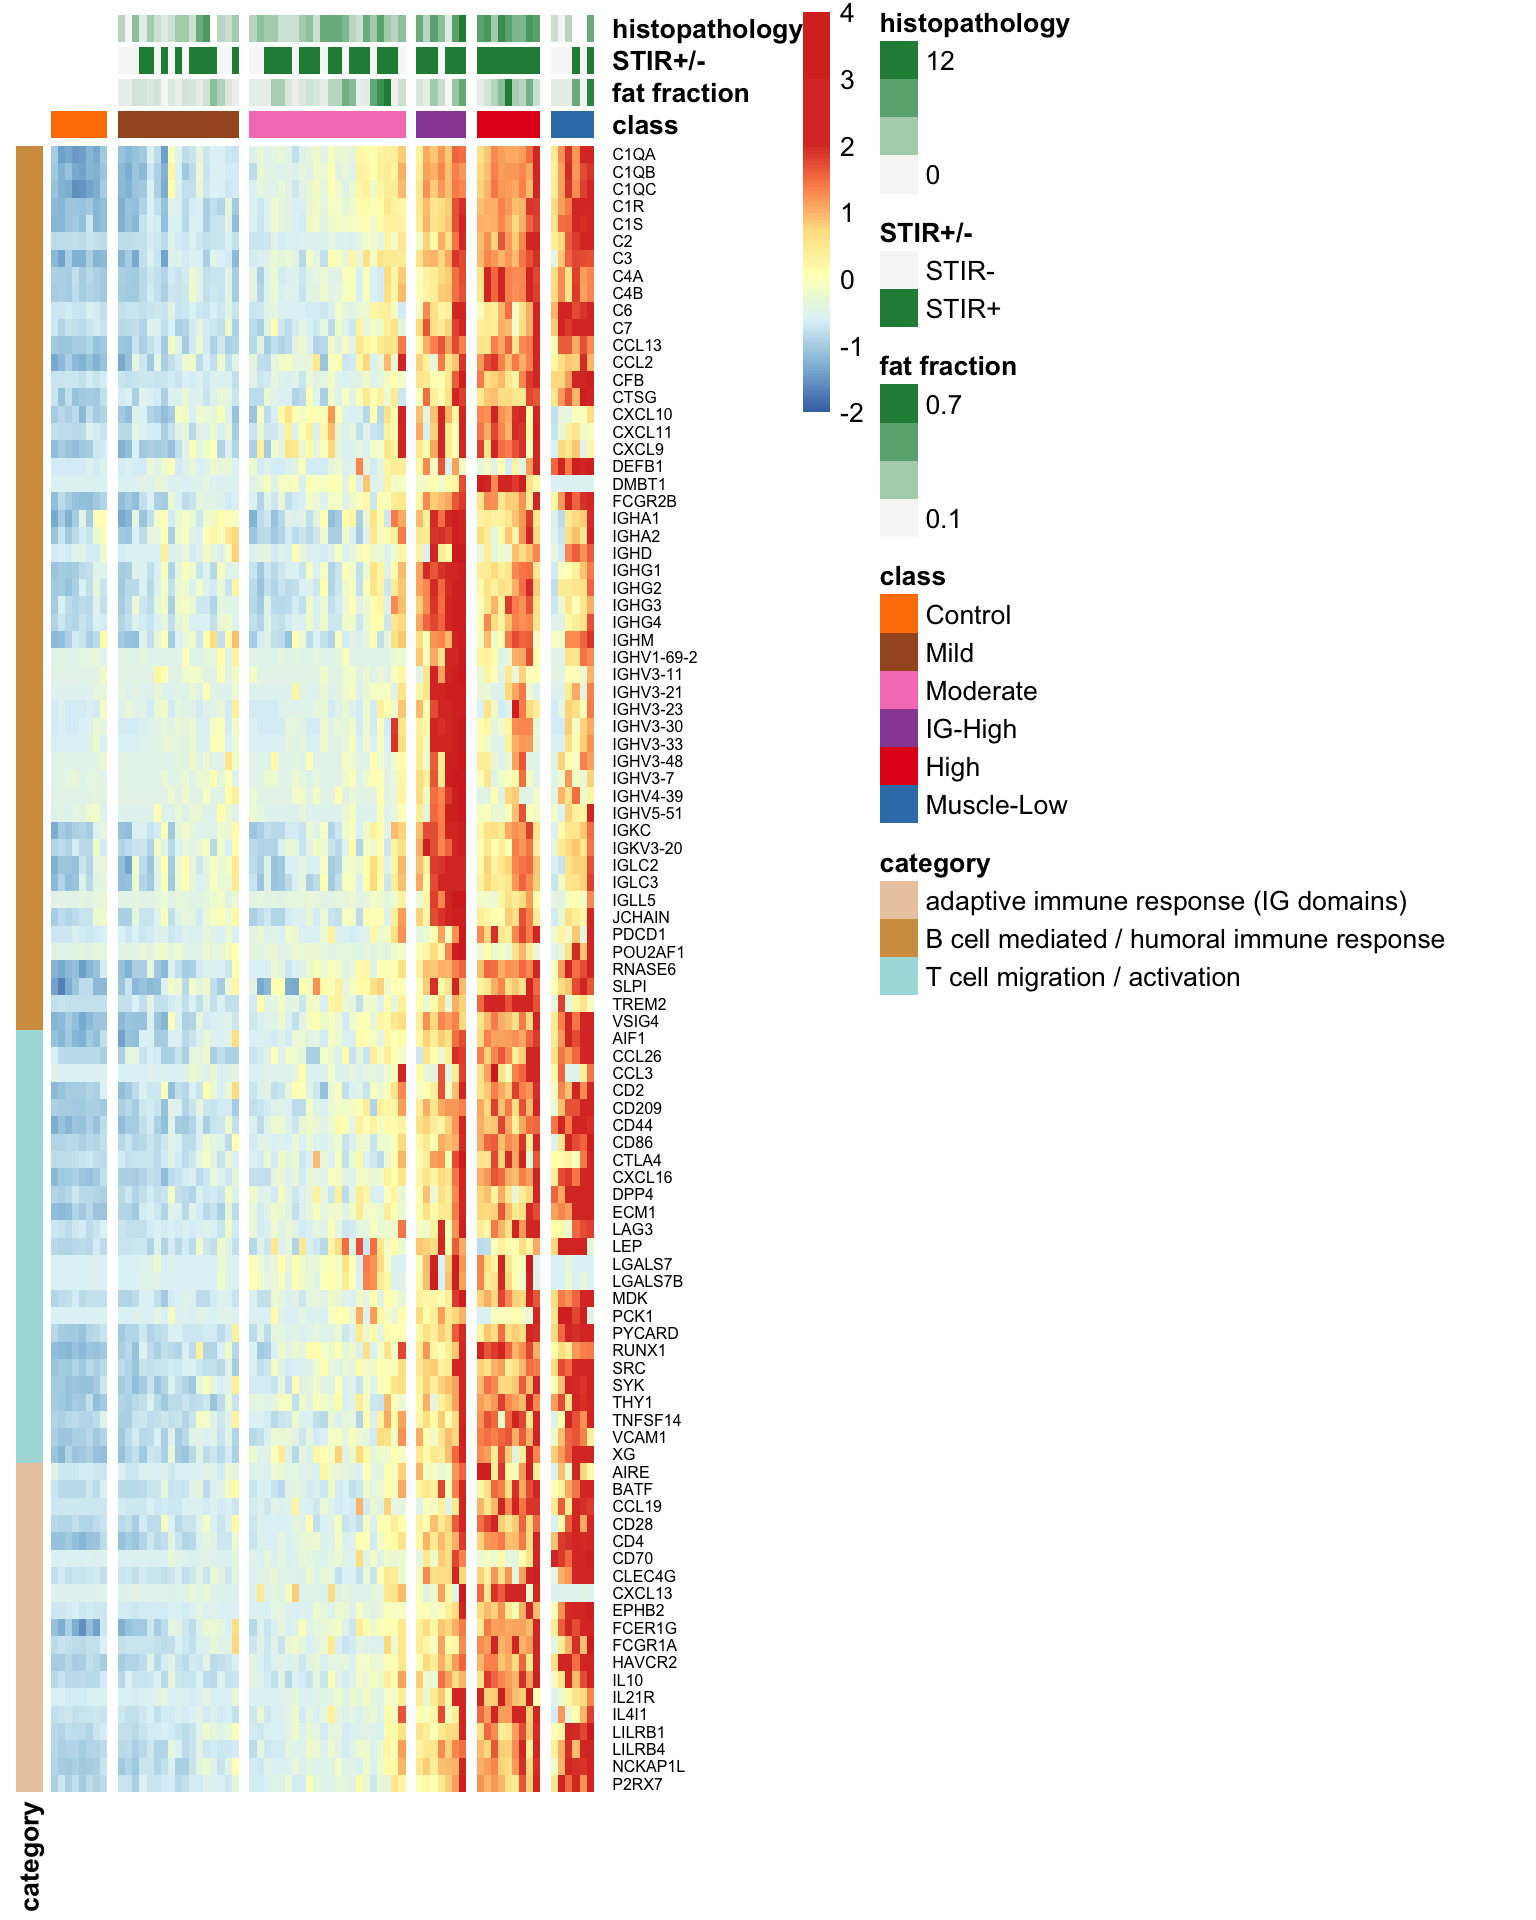 histopathology
STIR+/-
fat fraction
class
C1QA
C1QB
C1QC
C1R
C1S
C2
C3
C4A
C4B
C6
C7
CCL13
CCL2
CFB
CTSG
CXCL10
CXCL11
CXCL9
DEFB1
DMBT1
FCGR2B
IGHA1
IGHA2
IGHD
IGHG1
IGHG2
IGHG3
IGHG4
IGHM
IGHV1-69-2
IGHV3-11
IGHV3-21
IGHV3-23
IGHV3-30
IGHV3-33
IGHV3-48
IGHV3-7
IGHV4-39
IGHV5-51
IGKC
IGKV3-20
IGLC2
IGLC3
IGLL5
JCHAIN
PDCD1
POU2AF1
RNASE6
SLPI
TREM2
VSIG4
AIF1
CCL26
CCL3
CD2
CD209
CD44
CD86
CTLA4
CXCL16
DPP4
ECM1
LAG3
LEP
LGALS7
LGALS7B
MDK
PCK1
PYCARD
RUNX1
SRC
SYK
THY1
TNFSF14
VCAM1
XG
AIRE
BATF
CCL19
CD28
CD4
CD70
CLEC4G
CXCL13
EPHB2
FCER1G
FCGR1A
HAVCR2
IL10
IL21R
IL4I1
LILRB1
LILRB4
NCKAP1L
P2RX7
category
4
3
2
1
0
-1
-2
histopathology
12
0
STIR+/-
STIR-
STIR+
fat fraction
0.7
0.1
class
Control
Mild
Moderate
IG-High
High
Muscle-Low
category
adaptive immune response (IG domains)
B cell mediated / humoral immune response
T cell migration / activation